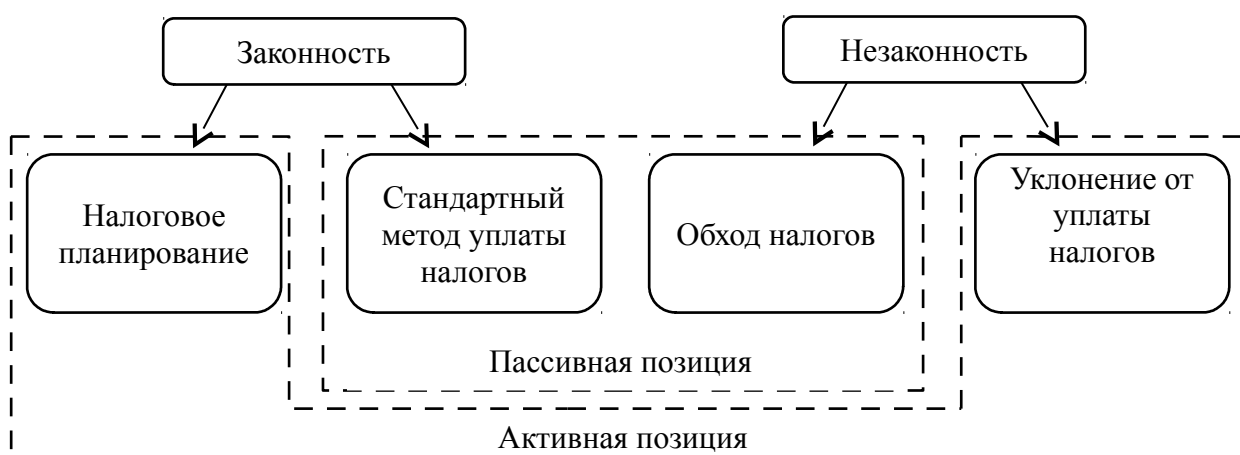 Законность
Незаконность
Налоговое
планирование
Стандартный
метод уплаты
налогов
Обход налогов
Уклонение от
уплаты
налогов
Пассивная позиция
Активная позиция